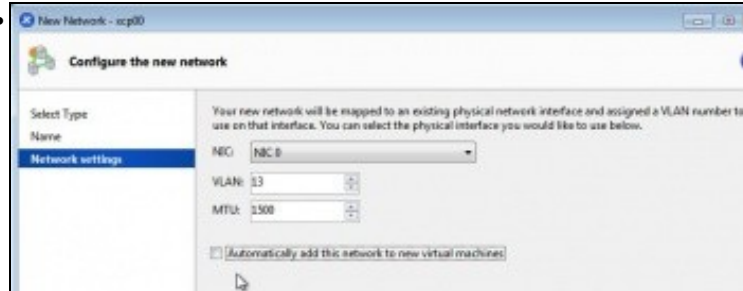 New Network - xcp00
Configure the new network
Select Type
Name
Network settings
Your new network will be mapped to an existing physical network interface and assigned a VLAN number to
use on that interface. You can select the physical interface you would like to use below.
NIC: NIC 0
VLAN: 13
MTU: 1500
Automatically add this network to new virtual machines